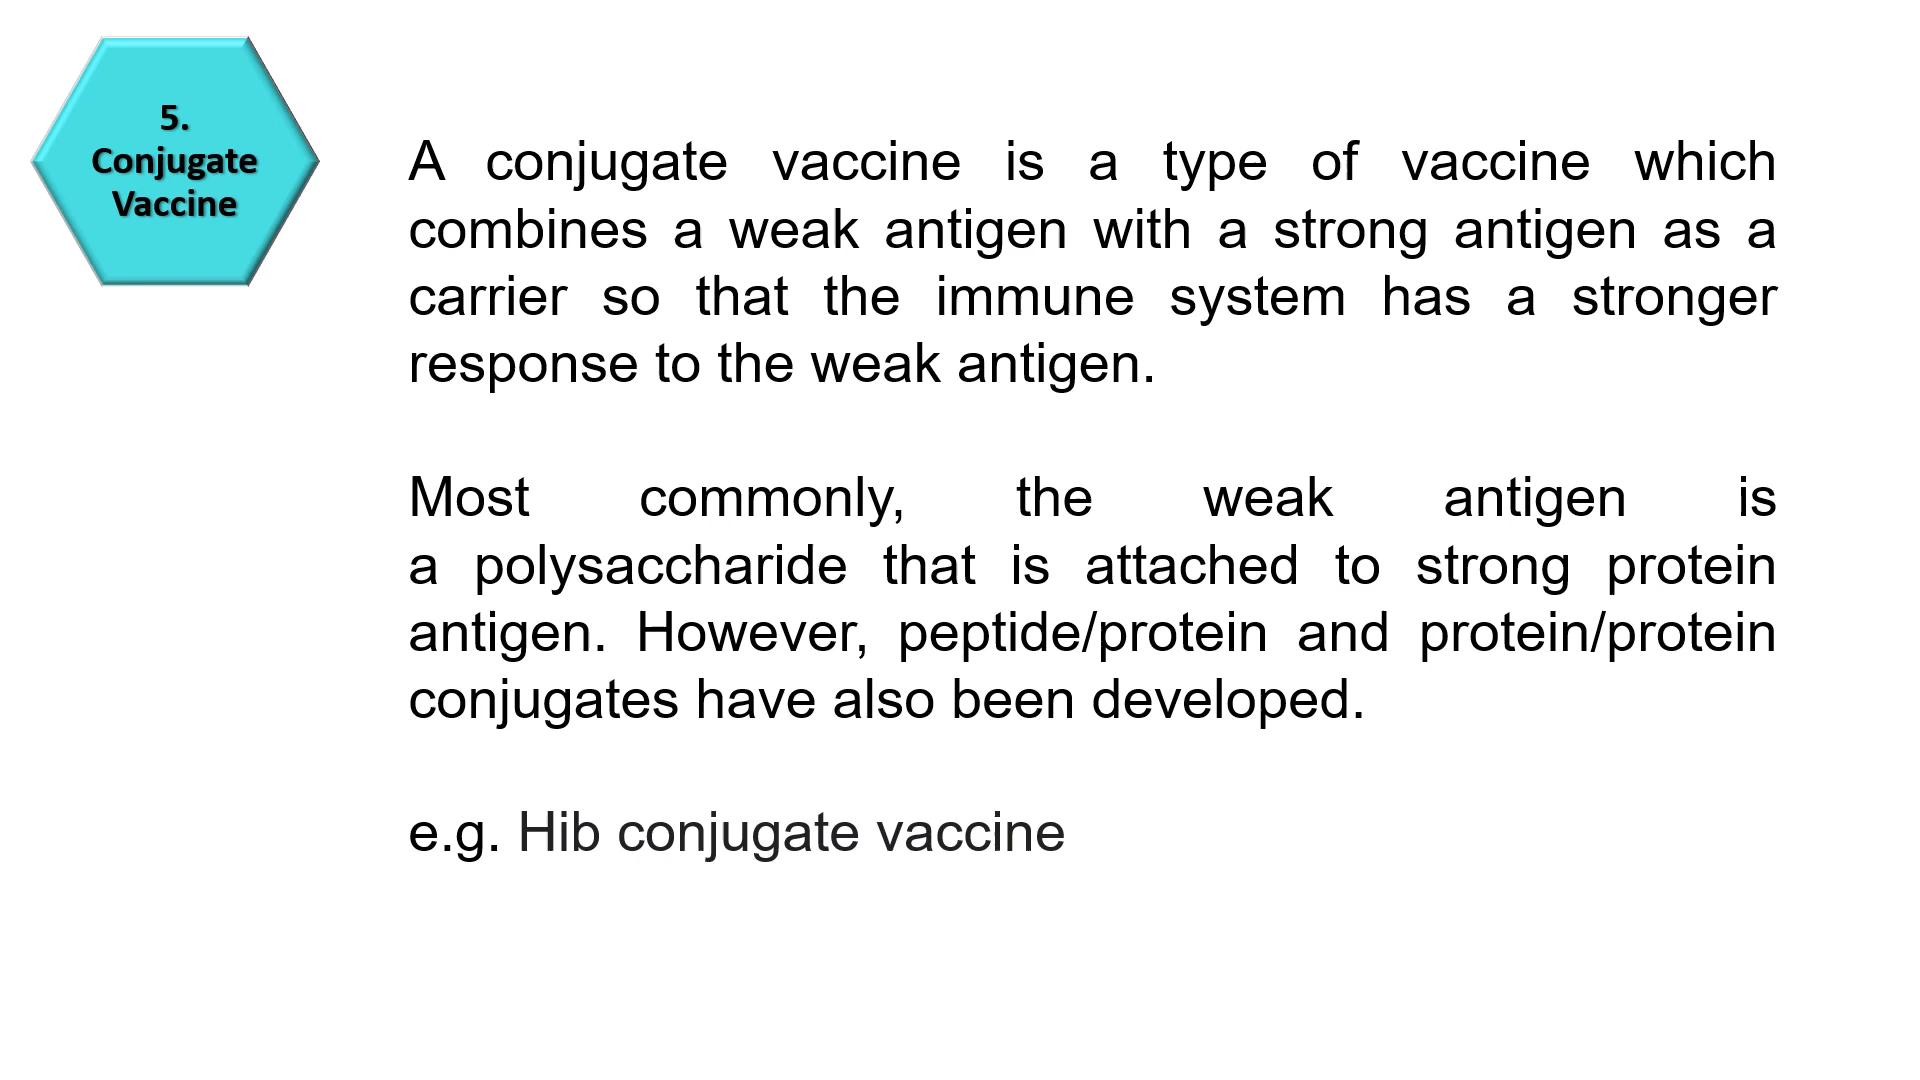 5.
Conjugate
Vaccine
A conjugate vaccine is a type of vaccine which
combines a weak antigen with a strong antigen as a
carrier so that the immune system has a stronger
response to the weak antigen.
Most commonly, the weak antigen is
a polysaccharide that is attached to strong protein
antigen. However, peptide/protein and protein/protein
conjugates have also been developed.
e.g. Hib conjugate vaccine